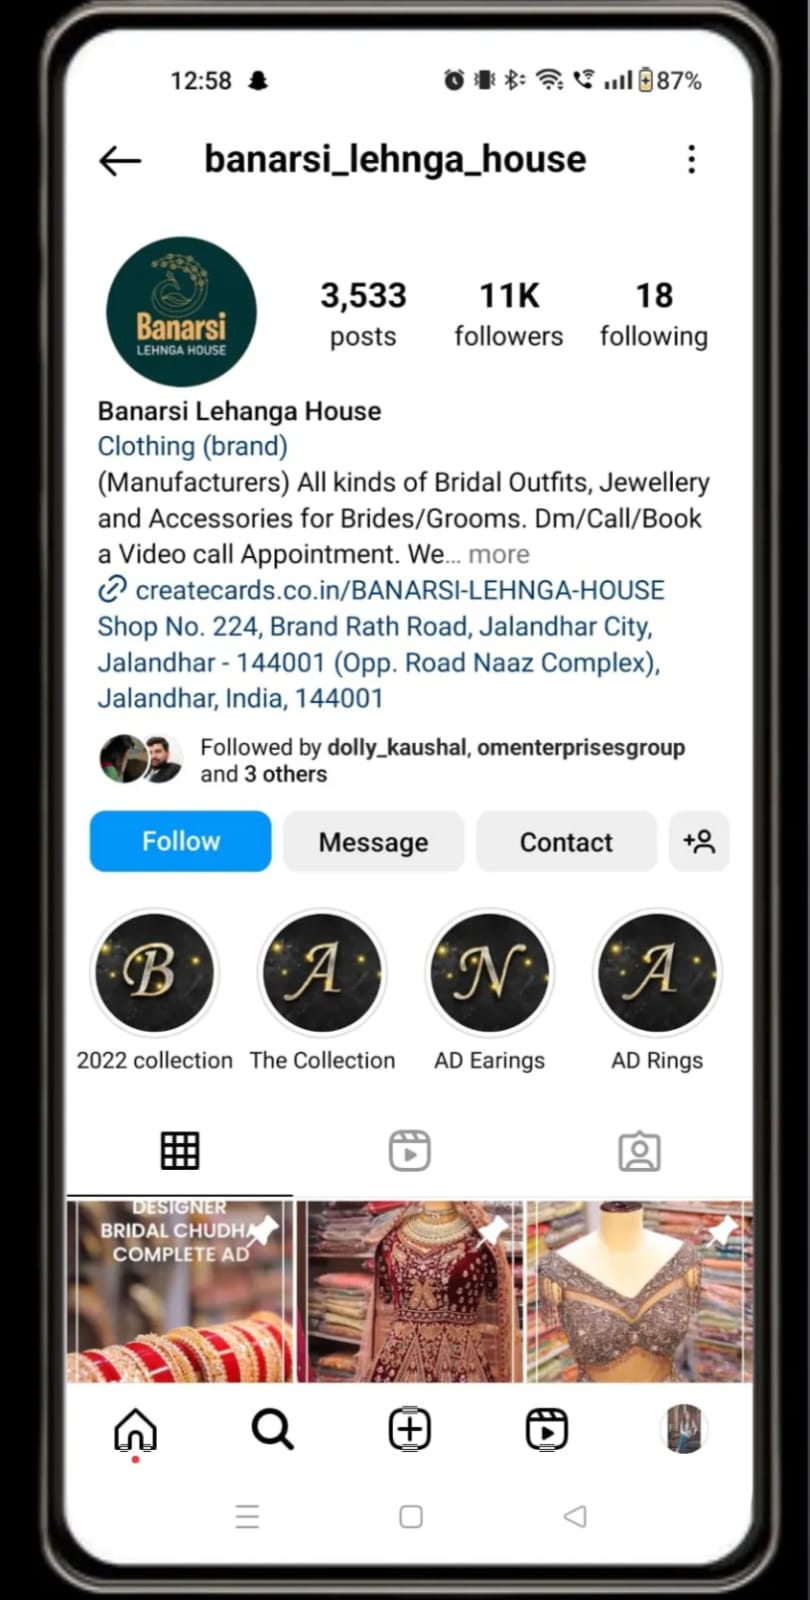 12:58
87%
banarsi_lehnga_house
Banarsi
LEHNGA HOUSE
3,533
posts
11K
followers
18
following
Banarsi Lehanga House
Clothing (brand)
(Manufacturers) All kinds of Bridal Outfits, Jewellery
and Accessories for Brides/Grooms. Dm/Call/Book
a Video call Appointment. We... more
createcards.co.in/BANARSI-LEHNGA-HOUSE
Shop No. 224, Brand Rath Road, Jalandhar City,
Jalandhar - 144001 (Opp. Road Naaz Complex),
Jalandhar, India, 144001
Followed by dolly_kaushal, omenterprisesgroup
and 3 others
Follow
Message
Contact
B
A
N
A
2022 collection
The Collection
AD Earings
AD Rings
DESIGNER
BRIDAL CHUDHA
COMPLETE AD